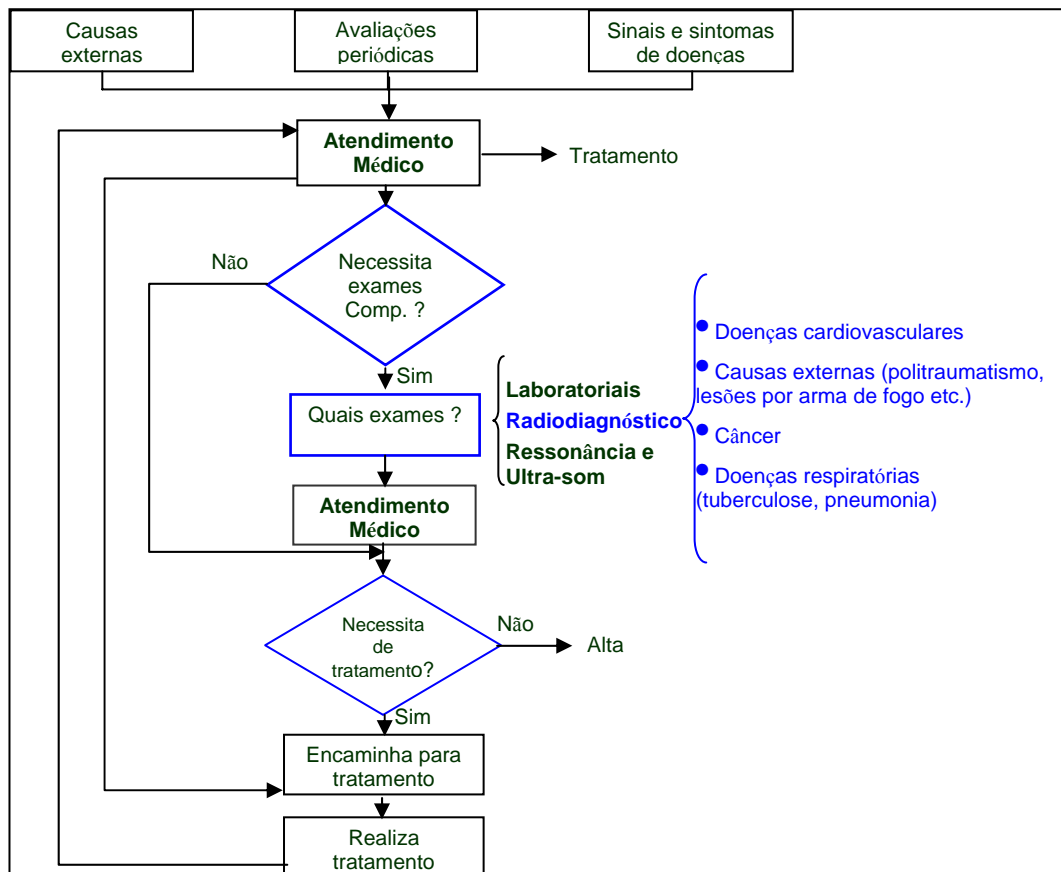 Causas
externas
Avaliações
periódicas
Sinais e sintomas
de doenças
Atendimento
Médico
Tratamento
Não
Necessita
exames
Comp. ?
Sim
Quais exames ?
Laboratoriais
Radiodiagnóstico
Ressonância e
Ultra-som
• Doenças cardiovasculares
• Causas externas (politraumatismo,
lesões por arma de fogo etc.)
• Câncer
• Doenças respiratórias
(tuberculose, pneumonia)
Atendimento
Médico
Necessita
de
tratamento?
Não
Alta
Sim
Encaminha para
tratamento
Realiza
tratamento